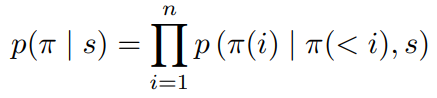 p(π | s) = ∏_{i=1}^{n} p (π(i) | π(< i), s)